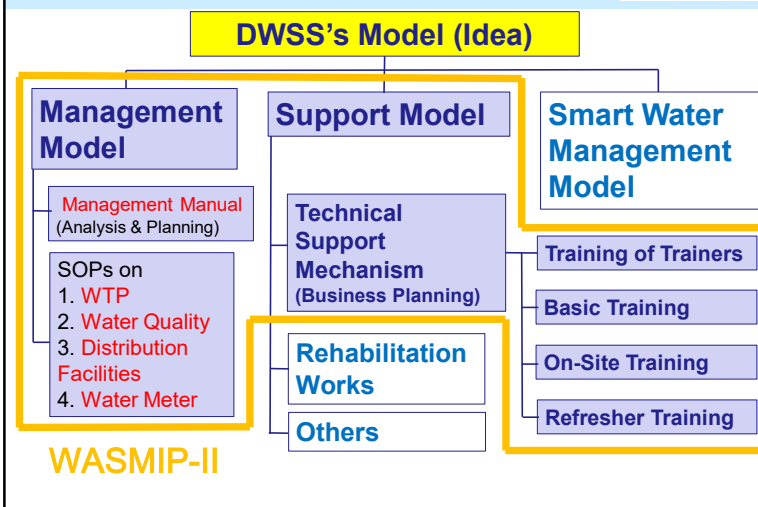 DWSS's Model (Idea)
Management
Model
Management Manual
(Analysis & Planning)
SOPs on
1. WTP
2. Water Quality
3. Distribution
Facilities
4. Water Meter
Support Model
Technical
Support
Mechanism
(Business Planning)
Rehabilitation
Works
Others
Smart Water
Management
Model
Training of Trainers
Basic Training
On-Site Training
Refresher Training
WASMIP-II